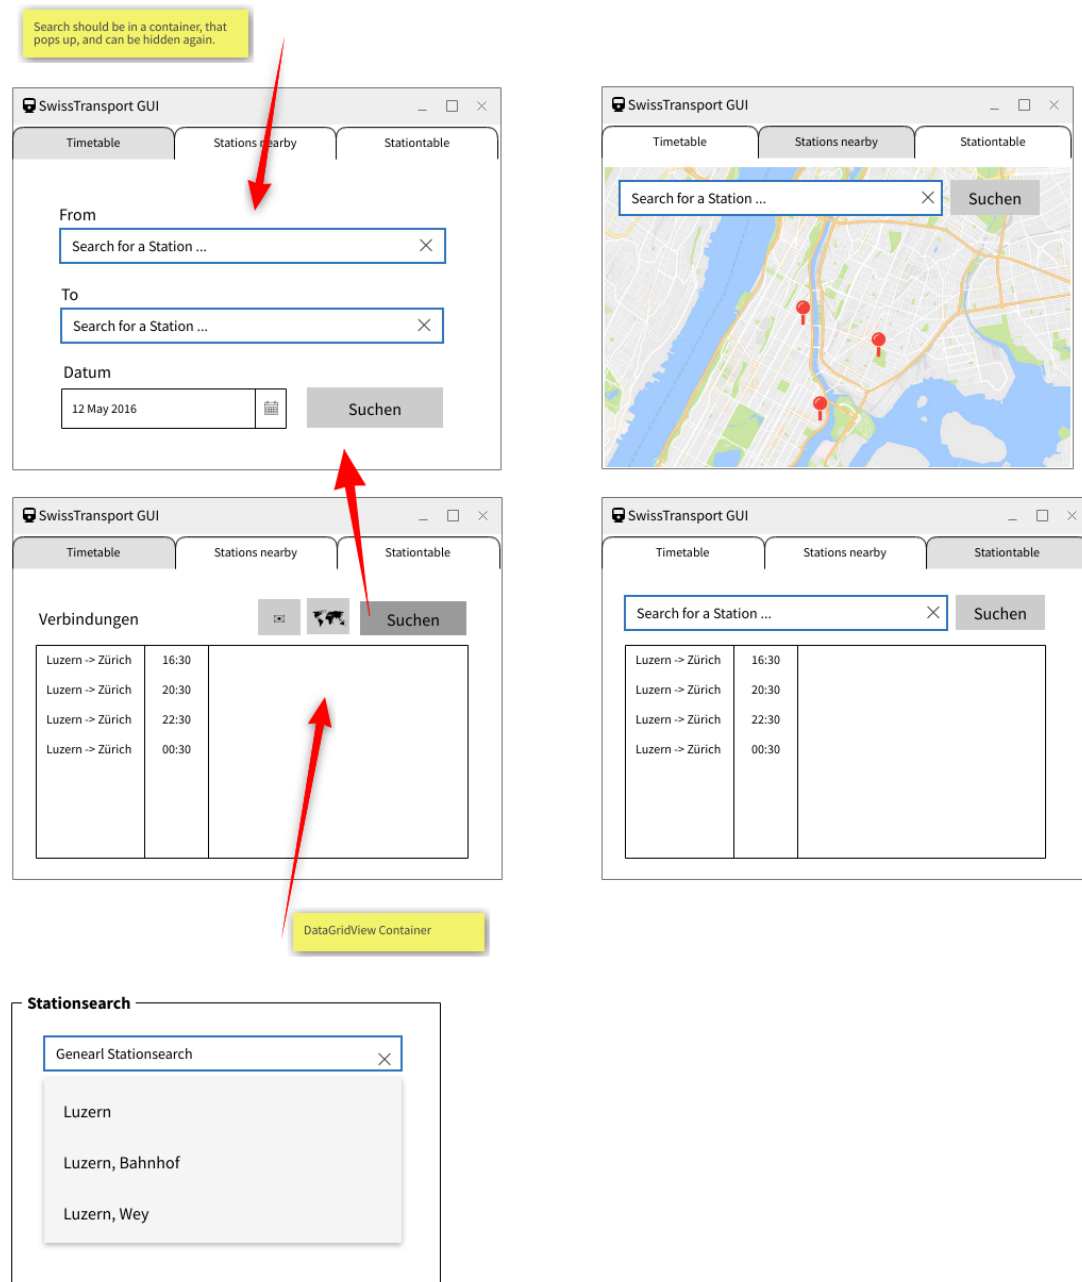 Search should be in a container, that
pops up, and can be hidden again.
SwissTransport GUI
Timetable
Stations nearby
Stationtable
From
Search for a Station ...
To
Search for a Station ...
Datum
12 May 2016
Suchen
SwissTransport GUI
Timetable
Stations nearby
Stationtable
Search for a Station ...
Suchen
SwissTransport GUI
Timetable
Stations nearby
Stationtable
Verbindungen
Suchen
Luzern -> Zürich 16:30
Luzern -> Zürich 20:30
Luzern -> Zürich 22:30
Luzern -> Zürich 00:30
DataGridView Container
SwissTransport GUI
Timetable
Stations nearby
Stationtable
Search for a Station ...
Suchen
Luzern -> Zürich 16:30
Luzern -> Zürich 20:30
Luzern -> Zürich 22:30
Luzern -> Zürich 00:30
Stationsearch
Genearl Stationsearch
Luzern
Luzern, Bahnhof
Luzern, Wey